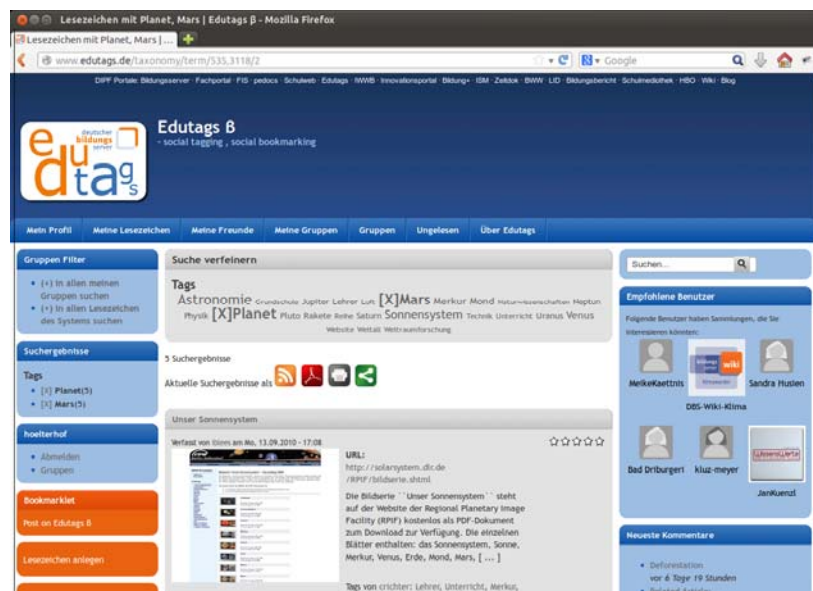 Lesezeichen mit Planet, Mars | Edutags β - Mozilla Firefox
Lesezeichen mit Planet, Mars | ...
www.edutags.de/taxonomy/term/535,3118/2
Google
DIPF Portale: Bildungsserver · Fachportal · FIS · pedocs · Schulweb · Edutags · IWWB · Innovationsportal · Bildung+ · ISM · Zeitdok · BWW · LID · Bildungsbericht · Schulmediothek · HBO · Wiki · Blog
deutscher
bildungs
server
edutags
Edutags ß
- social tagging , social bookmarking
Mein Profil Meine Lesezeichen Meine Freunde Meine Gruppen Gruppen Ungelesen Über Edutags
Gruppen Filter
(+) In allen meinen
Gruppen suchen
(+) In allen Lesezeichen
des Systems suchen
Suchergebnisse
Tags
[X] Planet(5)
[X] Mars(5)
hoelterhof
Abmelden
Gruppen
Bookmarklet
Post on Edutags ß
Lesezeichen anlegen
Suche verfeinern
Tags
Astronomie Grundschule Jupiter Lehrer Luft [X]Mars Merkur Mond Naturwissenschaften Neptun
Physik [X]Planet Pluto Rakete Reihe Saturn Sonnensystem Technik Unterricht Uranus Venus
Website Weltall Weltraumforschung
5 Suchergebnisse
Aktuelle Suchergebnisse als
Unser Sonnensystem
Verfasst von am Mo, 13.09.2010 - 17:08
URL:
http://solarsystem.dlr.de
/RPIF/bildserie.shtml
Die Bildserie ``Unser Sonnensystem`` steht
auf der Website der Regional Planetary Image
Facility (RPIF) kostenlos als PDF-Dokument
zum Download zur Verfügung. Die einzelnen
Blätter enthalten: das Sonnensystem, Sonne,
Merkur, Venus, Erde, Mond, Mars, [ ... ]
Tags von crichter: Lehrer, Unterricht, Merkur,
Suchen...
Empfohlene Benutzer
Folgende Benutzer haben Sammlungen, die Sie
interessieren könnten:
MeikeKaettnis
wiki
DBS-Wiki-Klima
Sandra Huslen
Bad Driburgeri
kluz-meyer
WissensWerte
JanKuenzl
Neueste Kommentare
Deforestation
vor 6 Tage 19 Stunden